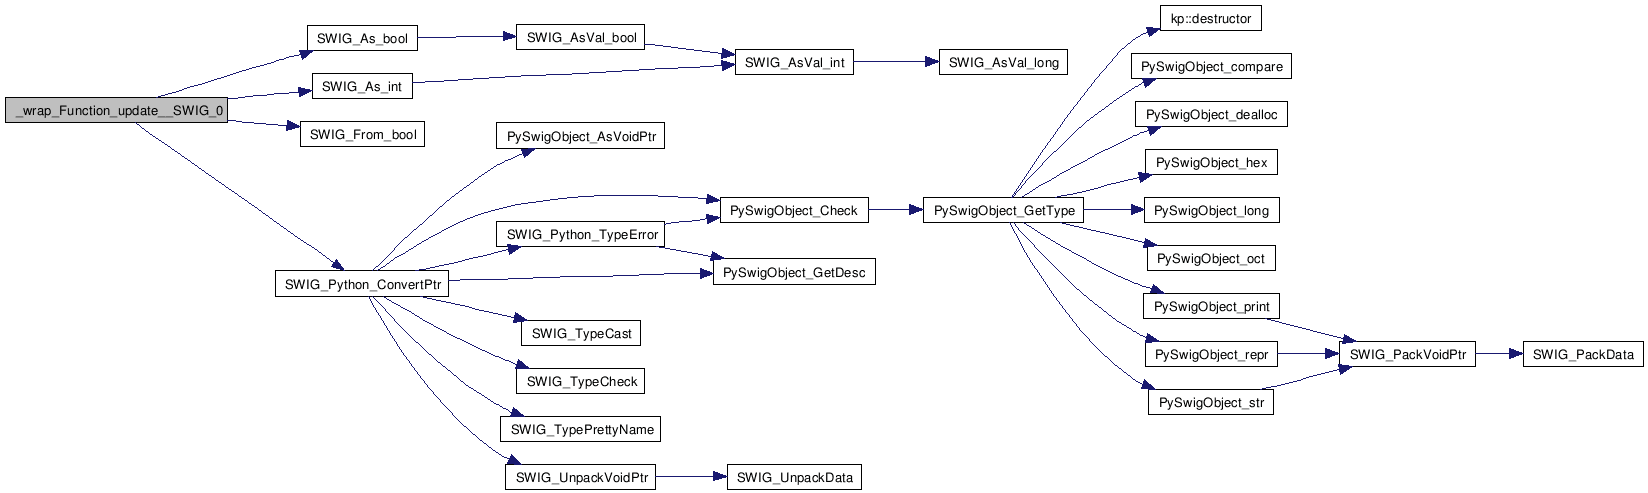 _wrap_Function_update__SWIG_0
SWIG_As_bool
SWIG_As_int
SWIG_From_bool
SWIG_Python_ConvertPtr
SWIG_AsVal_bool
PySwigObject_AsVoidPtr
SWIG_Python_TypeError
SWIG_TypeCast
SWIG_TypeCheck
SWIG_TypePrettyName
SWIG_UnpackVoidPtr
SWIG_AsVal_int
PySwigObject_Check
PySwigObject_GetDesc
SWIG_UnpackData
SWIG_AsVal_long
PySwigObject_GetType
kp::destructor
PySwigObject_compare
PySwigObject_dealloc
PySwigObject_hex
PySwigObject_long
PySwigObject_oct
PySwigObject_print
PySwigObject_repr
PySwigObject_str
SWIG_PackVoidPtr
SWIG_PackData